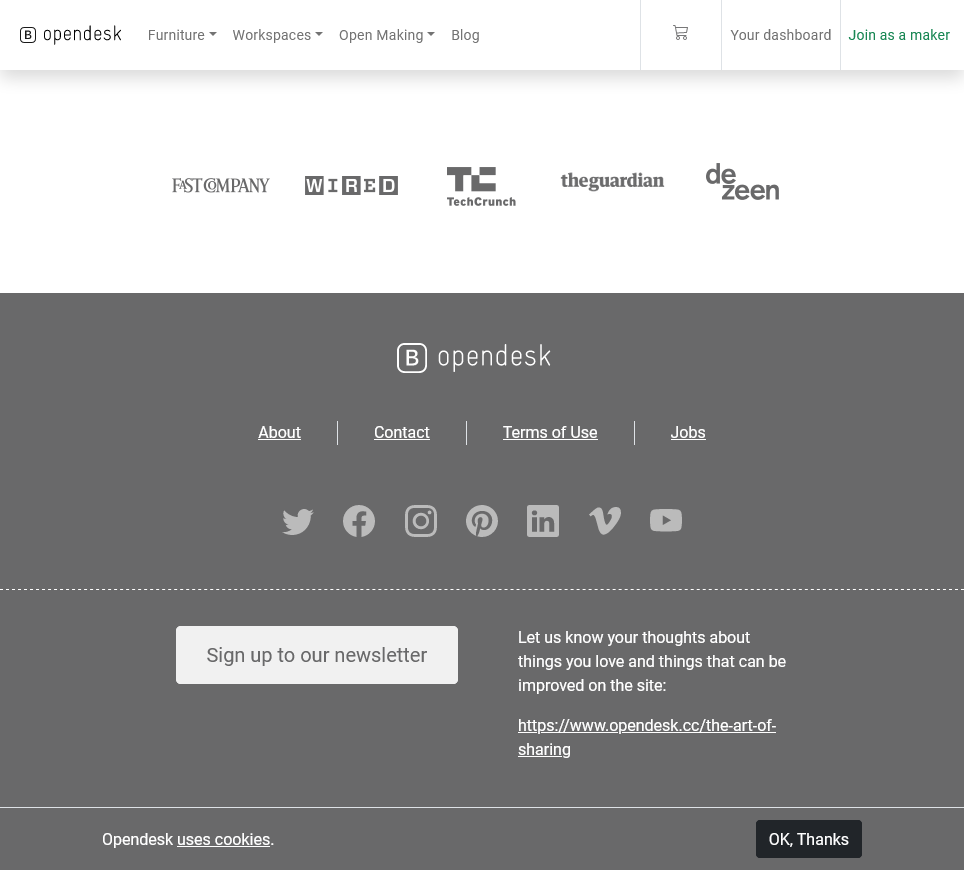 B opendesk Furniture Workspaces Open Making Blog Your dashboard Join as a maker
FAST COMPANY WIRED TC TechCrunch theguardian dezeen
B opendesk
About Contact Terms of Use Jobs
Sign up to our newsletter
Let us know your thoughts about
things you love and things that can be
improved on the site:
https://www.opendesk.cc/the-art-of-
sharing
Opendesk uses cookies. OK, Thanks